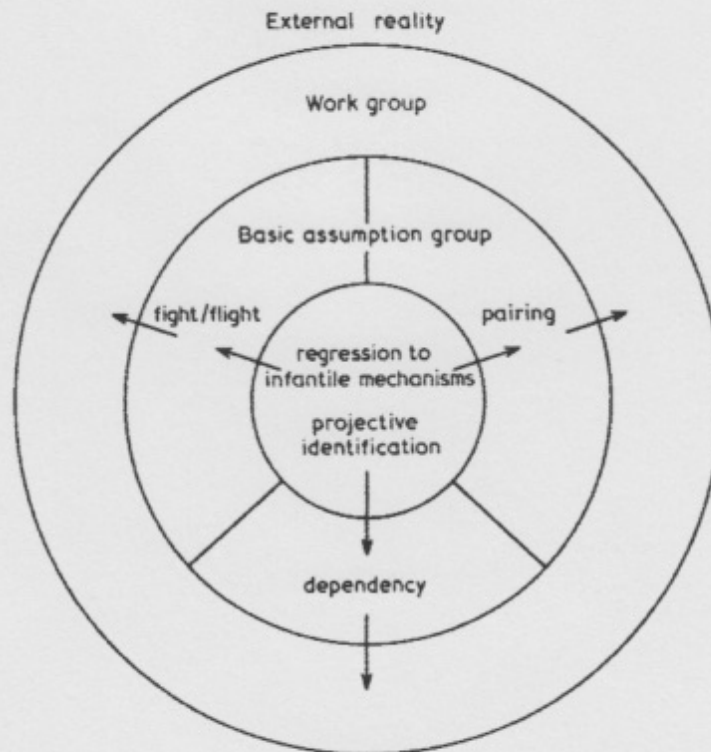 External reality
Work group
Basic assumption group
fight/flight
pairing
regression to
infantile mechanisms
projective
identification
dependency